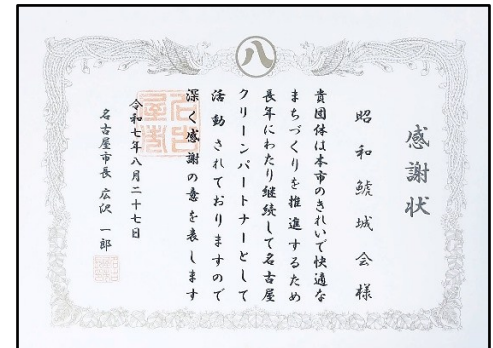 八
感謝状
昭和鯱城会様
貴団体は本市のきれいで快適な
まちづくりを推進するため
長年にわたり継続して名古屋
クリーンパートナーとして
活動されておりますので
深く感謝の意を表します
令和七年八月二十七日
名古屋市長 広沢 一郎